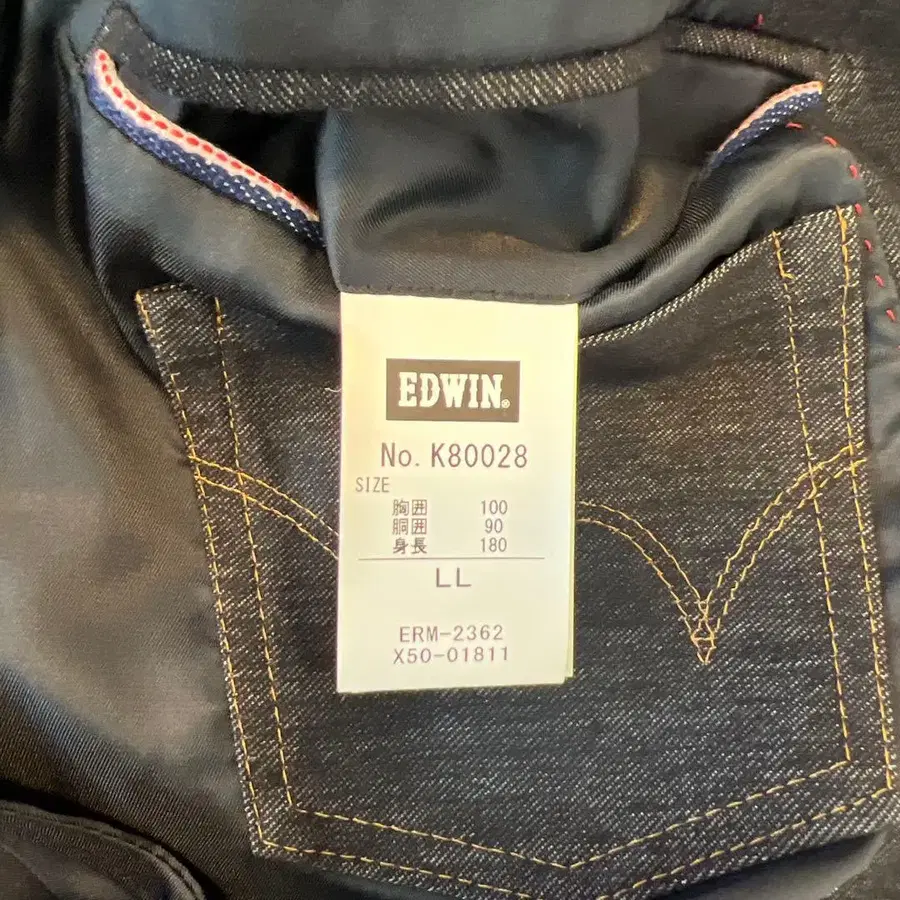 EDWIN®
No. K80028
SIZE
胸囲 100
胴囲 90
身長 180
LL
ERM-2362
X50-01811